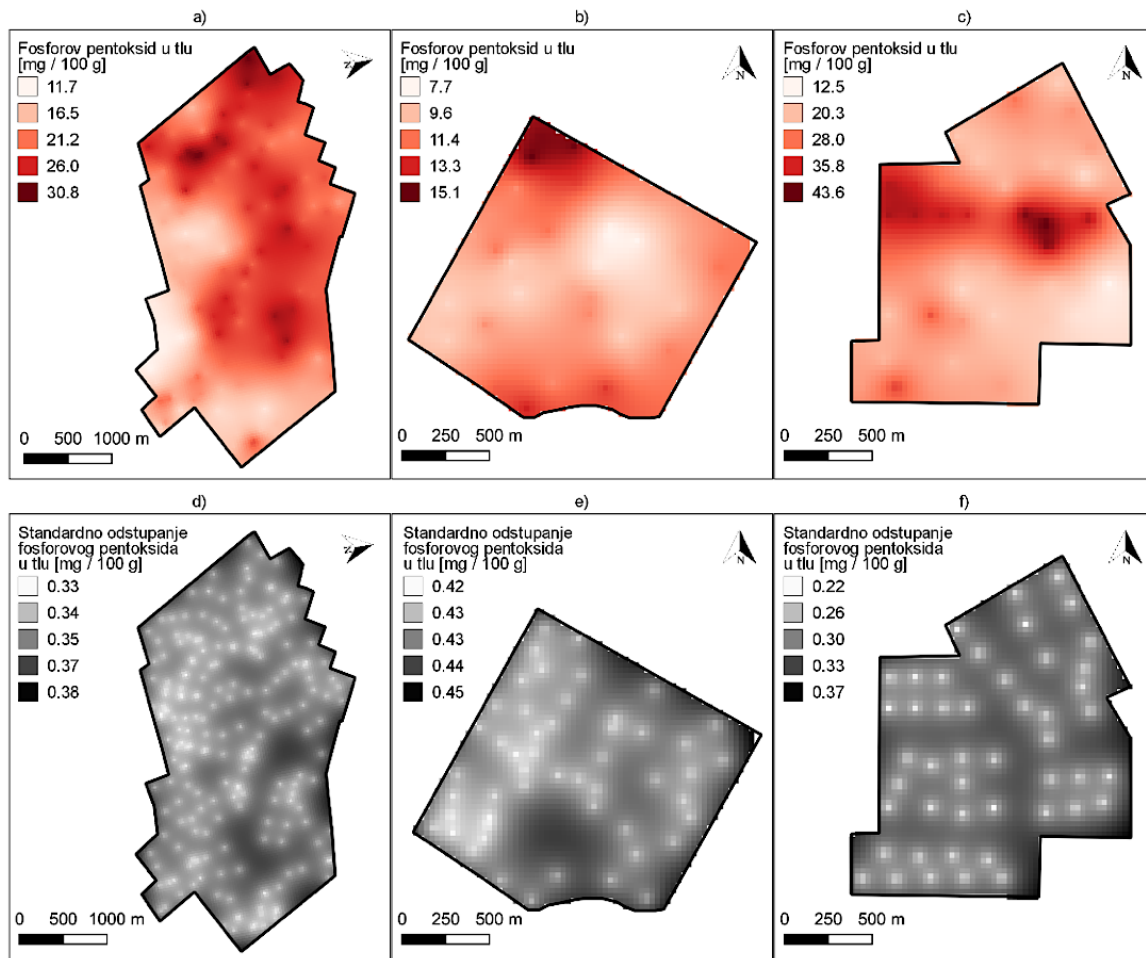 a)
Fosforov pentoksid u tlu
[mg / 100 g]
11.7
16.5
21.2
26.0
30.8
N
0 500 1000 m
b)
Fosforov pentoksid u tlu
[mg / 100 g]
7.7
9.6
11.4
13.3
15.1
N
0 250 500 m
c)
Fosforov pentoksid u tlu
[mg / 100 g]
12.5
20.3
28.0
35.8
43.6
N
0 250 500 m
d)
Standardno odstupanje
fosforovog pentoksida
u tlu [mg / 100 g]
0.33
0.34
0.35
0.37
0.38
N
0 500 1000 m
e)
Standardno odstupanje
fosforovog pentoksida
u tlu [mg / 100 g]
0.42
0.43
0.43
0.44
0.45
N
0 250 500 m
f)
Standardno odstupanje
fosforovog pentoksida
u tlu [mg / 100 g]
0.22
0.26
0.30
0.33
0.37
N
0 250 500 m